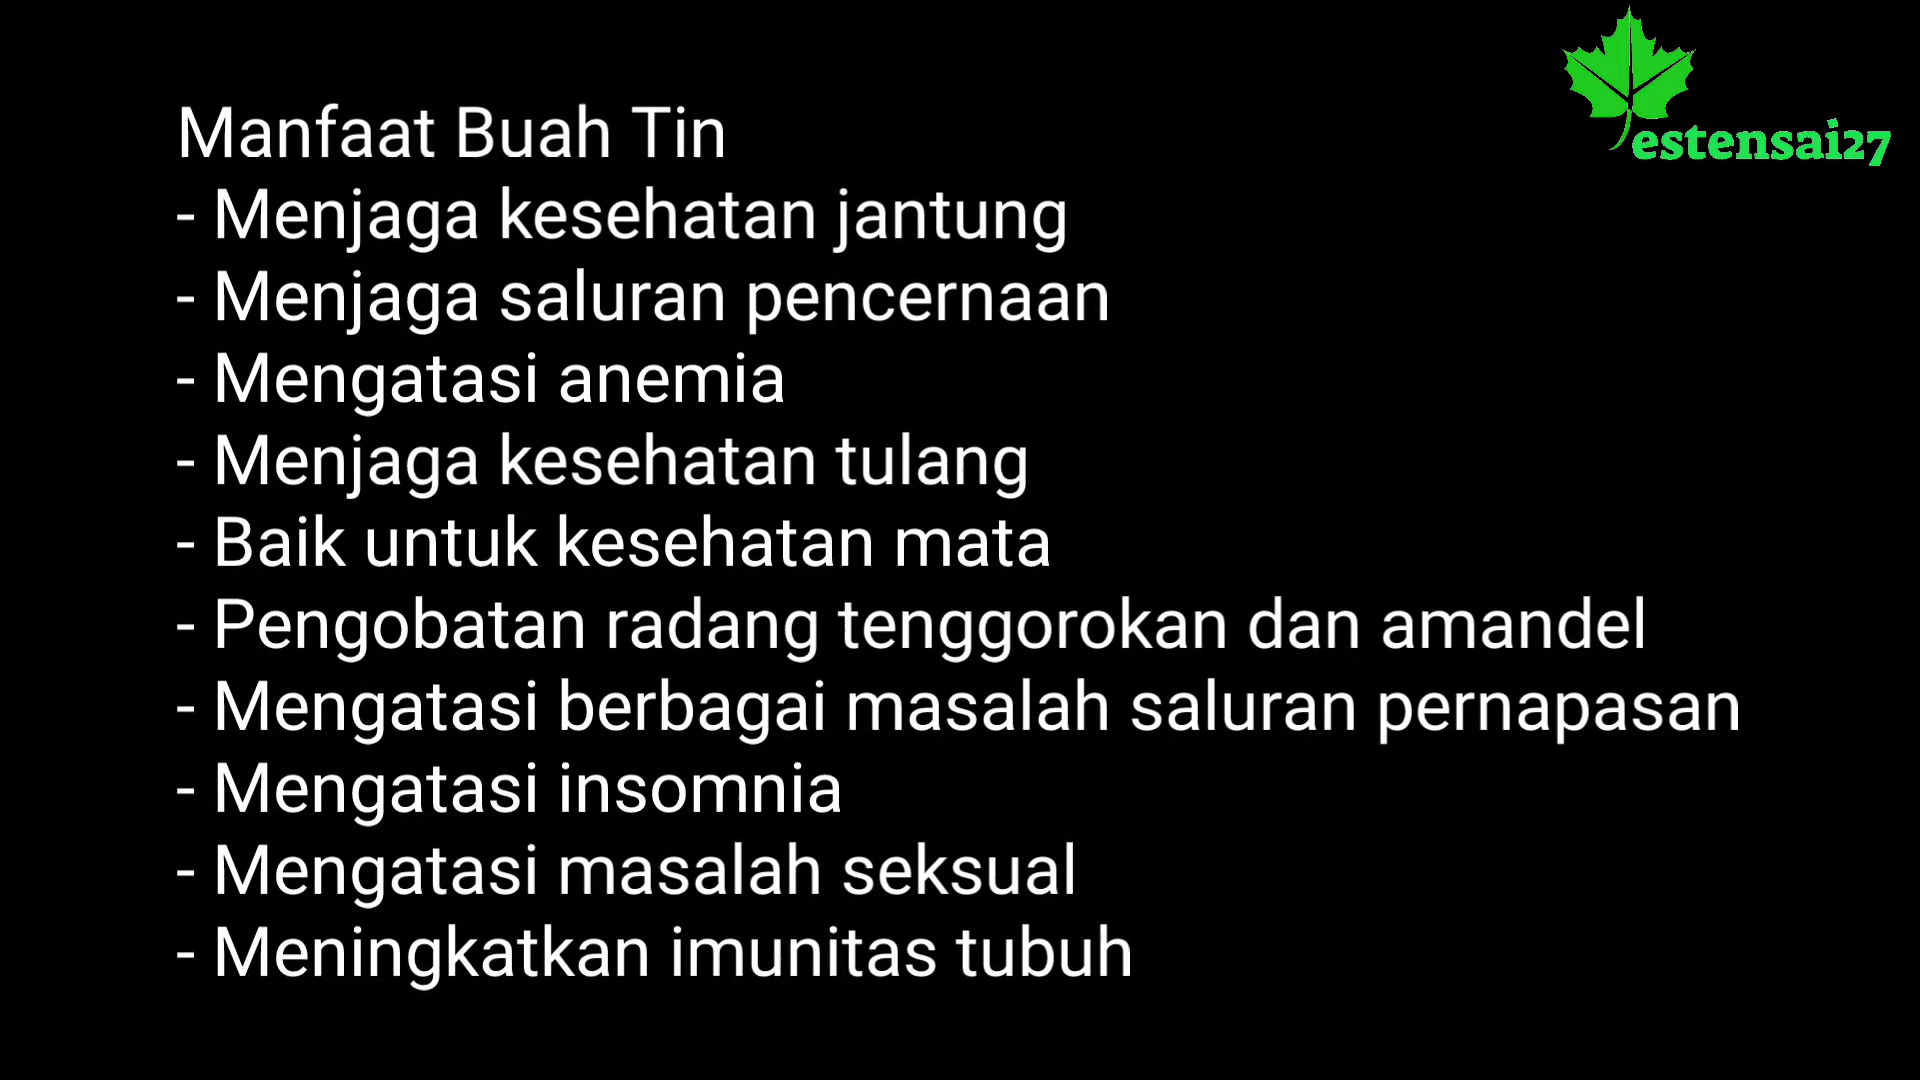 estensai27
Manfaat Buah Tin
- Menjaga kesehatan jantung
- Menjaga saluran pencernaan
- Mengatasi anemia
- Menjaga kesehatan tulang
- Baik untuk kesehatan mata
- Pengobatan radang tenggorokan dan amandel
- Mengatasi berbagai masalah saluran pernapasan
- Mengatasi insomnia
- Mengatasi masalah seksual
- Meningkatkan imunitas tubuh